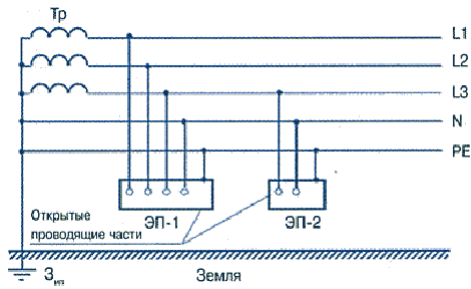 Тр
L1
L2
L3
N
PE
ЭП-1
ЭП-2
Открытые
проводящие части
Земля